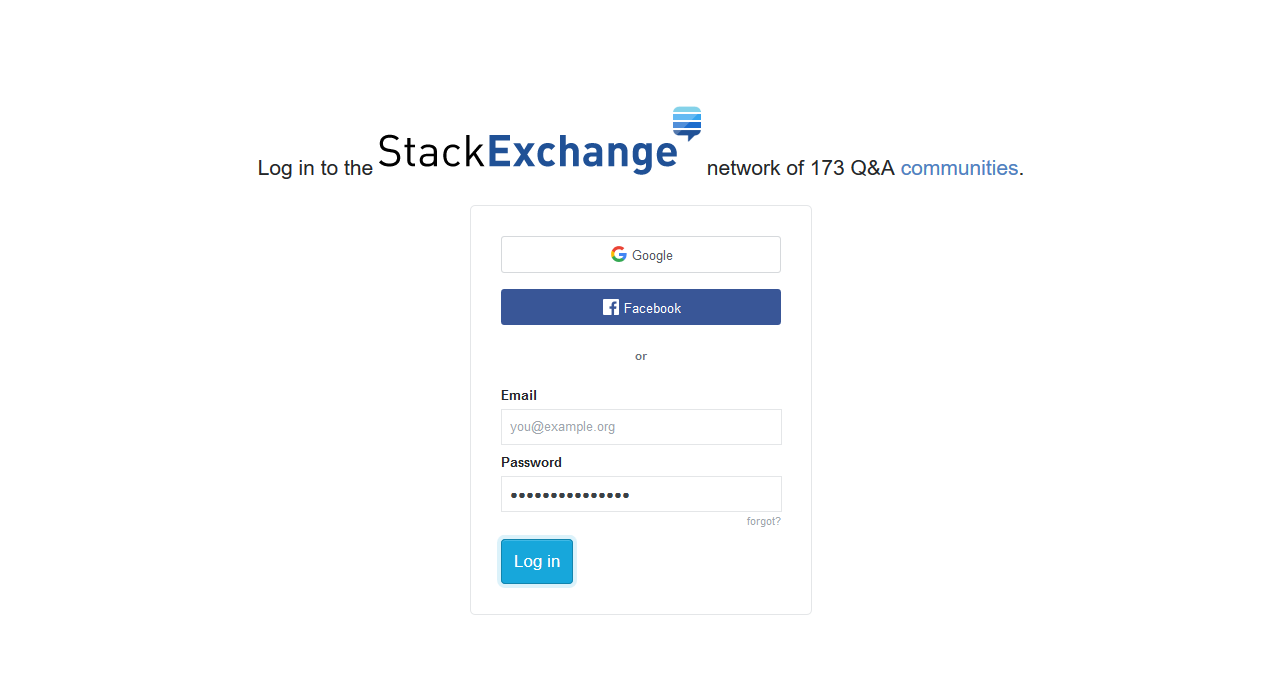 Log in to the StackExchange network of 173 Q&A communities.
Google
Facebook
or
Email
you@example.org
Password
•••••••••••••••
forgot?
Log in